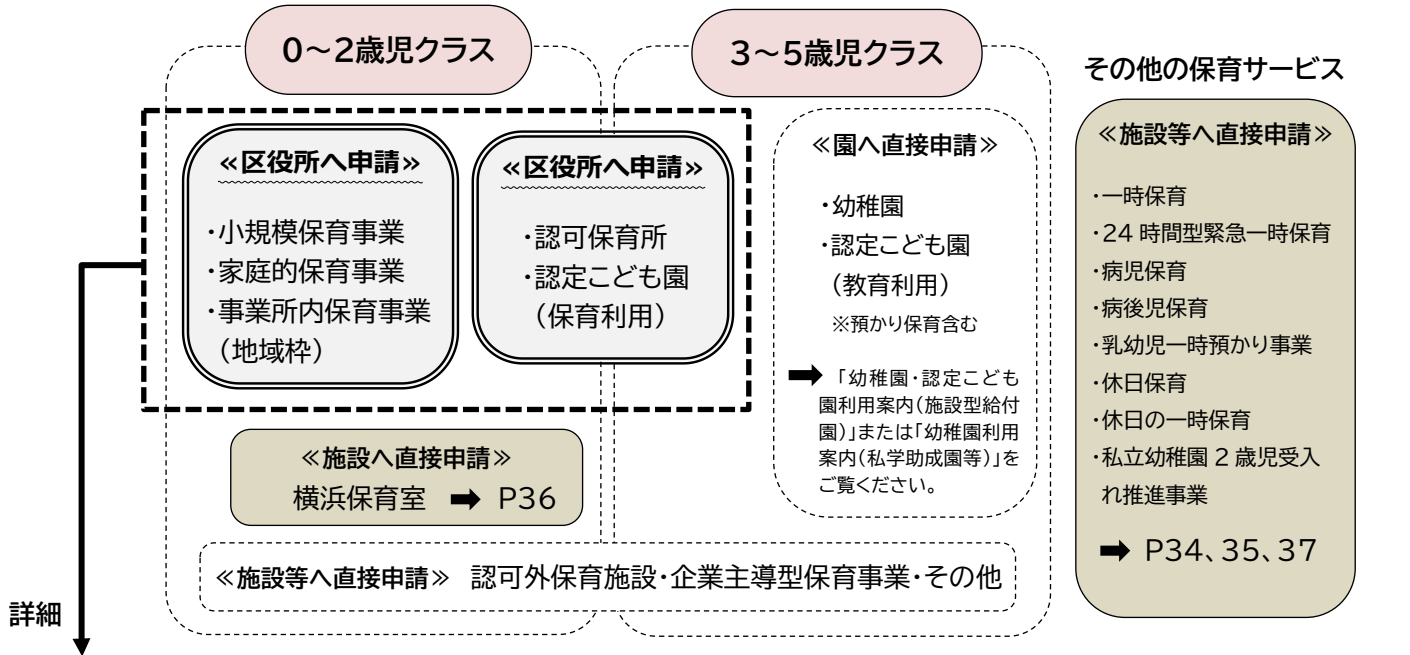 0～2歳児クラス
3～5歳児クラス
≪区役所へ申請≫
・小規模保育事業
・家庭的保育事業
・事業所内保育事業
（地域枠）
≪区役所へ申請≫
・認可保育所
・認定こども園
（保育利用）
≪園へ直接申請≫
・幼稚園
・認定こども園
（教育利用）
※預かり保育含む
➡ 「幼稚園・認定こども
園利用案内（施設型給付
園）」または「幼稚園利用
案内（私学助成園等）」を
ご覧ください。
≪施設へ直接申請≫
横浜保育室 ➡ P36
≪施設等へ直接申請≫ 認可外保育施設・企業主導型保育事業・その他
その他の保育サービス
≪施設等へ直接申請≫
・一時保育
・24 時間型緊急一時保育
・病児保育
・病後児保育
・乳幼児一時預かり事業
・休日保育
・休日の一時保育
・私立幼稚園 2 歳児受入
れ推進事業
➡ P34、35、37
詳細